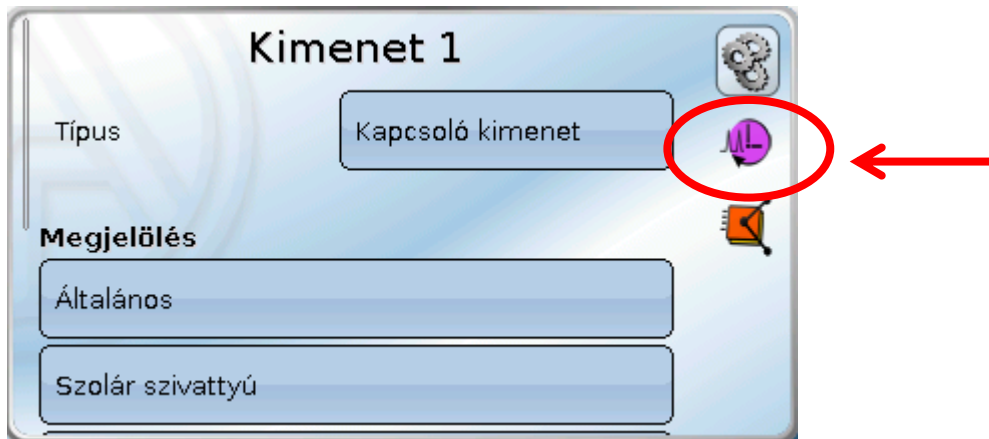 Kimenet 1
Típus
Kapcsoló kimenet
Megjelölés
Általános
Szolár szivattyú